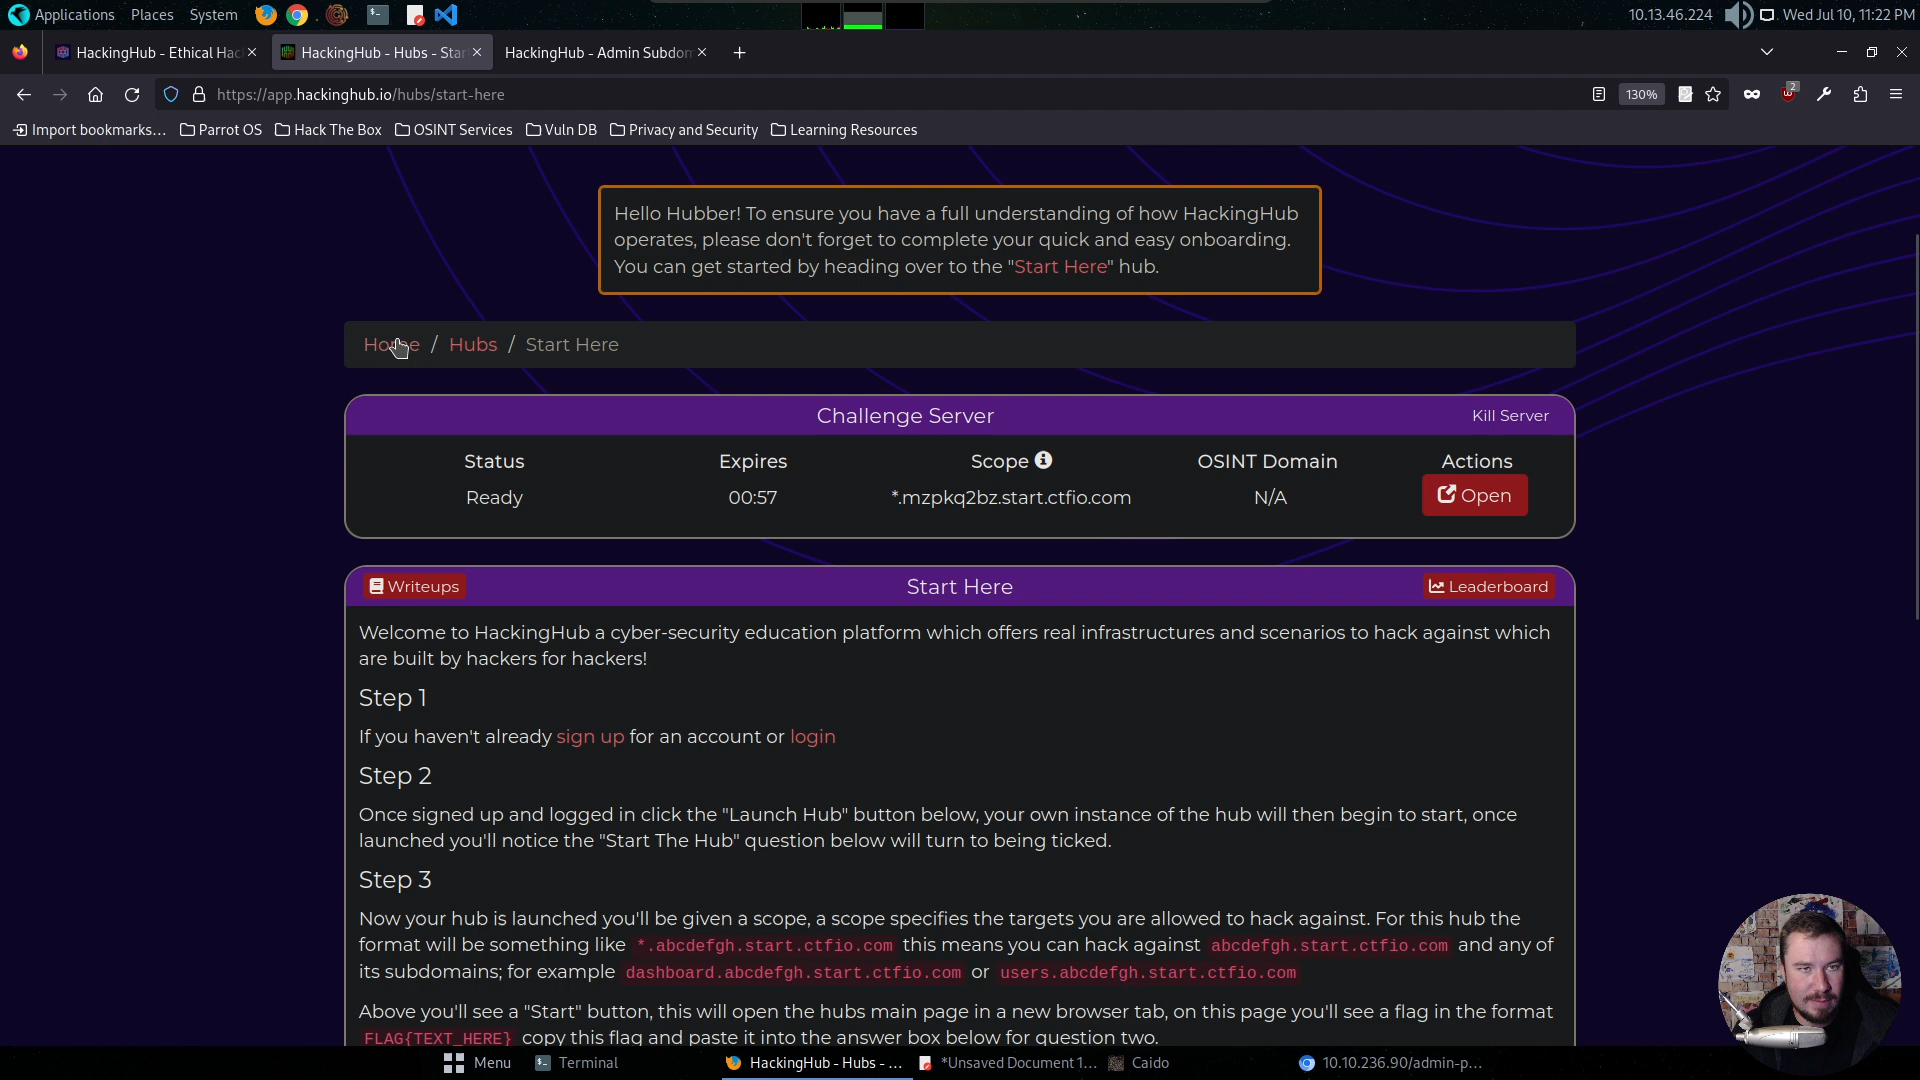 Applications Places System
10.13.46.224 Wed Jul 10, 11:22 PM
HackingHub - Ethical Hac
HackingHub - Hubs - Star
HackingHub - Admin Subdom
https://app.hackinghub.io/hubs/start-here
130%
2
Import bookmarks... Parrot OS Hack The Box OSINT Services Vuln DB Privacy and Security Learning Resources
Hello Hubber! To ensure you have a full understanding of how HackingHub
operates, please don't forget to complete your quick and easy onboarding.
You can get started by heading over to the "Start Here" hub.
Home / Hubs / Start Here
Challenge Server Kill Server
Status Expires Scope OSINT Domain Actions
Ready 00:57 *.mzpkq2bz.start.ctfio.com N/A Open
Writeups Start Here Leaderboard
Welcome to HackingHub a cyber-security education platform which offers real infrastructures and scenarios to hack against which
are built by hackers for hackers!
Step 1
If you haven't already sign up for an account or login
Step 2
Once signed up and logged in click the "Launch Hub" button below, your own instance of the hub will then begin to start, once
launched you'll notice the "Start The Hub" question below will turn to being ticked.
Step 3
Now your hub is launched you'll be given a scope, a scope specifies the targets you are allowed to hack against. For this hub the
format will be something like *.abcdefgh.start.ctfio.com this means you can hack against abcdefgh.start.ctfio.com and any of
its subdomains; for example dashboard.abcdefgh.start.ctfio.com or users.abcdefgh.start.ctfio.com
Above you'll see a "Start" button, this will open the hubs main page in a new browser tab, on this page you'll see a flag in the format
FLAG{TEXT_HERE} copy this flag and paste it into the answer box below for question two.
Menu Terminal HackingHub - Hubs - ... *Unsaved Document 1... Caido 10.10.236.90/admin-p...